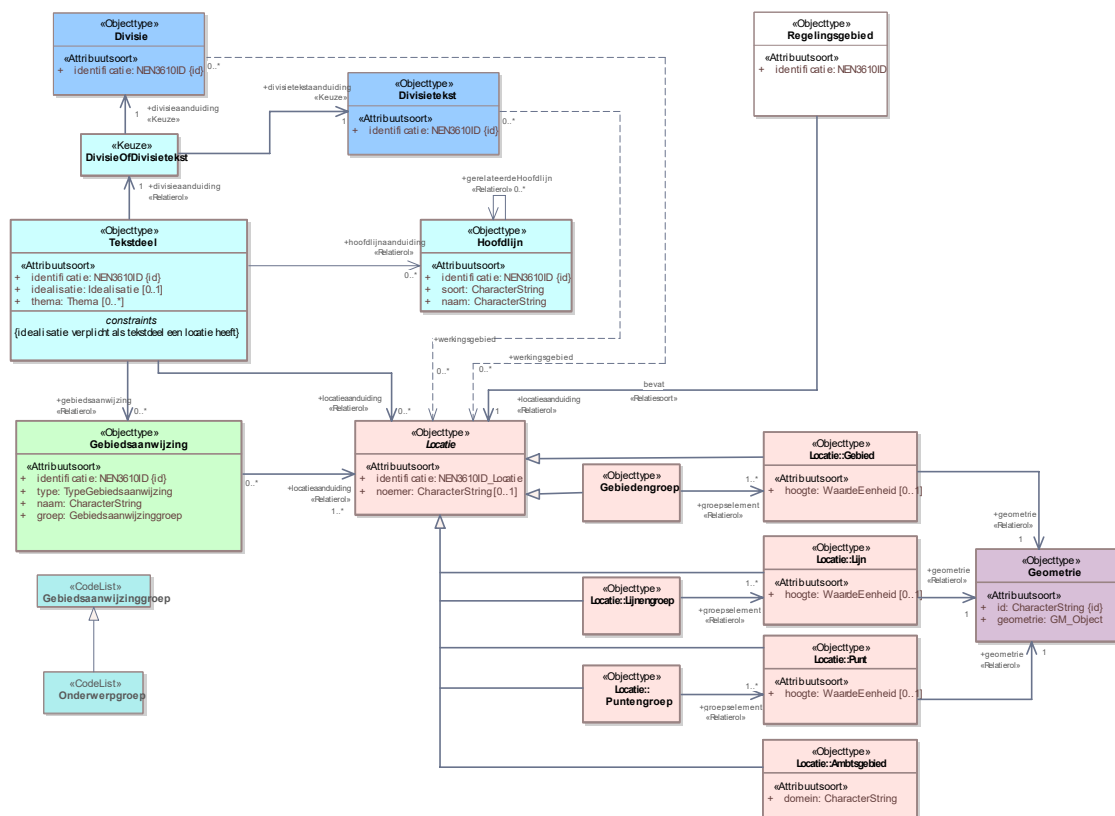 «Objecttype»
Divisie
«Attribuutsoort»
+ identificatie: NEN3610ID {id}
0..*
«Objecttype»
Regelingsgebied
«Attribuutsoort»
+ identificatie: NEN3610ID
+divisietekstaanduiding
«Keuze»
1
«Objecttype»
Divisietekst
«Attribuutsoort»
+ identificatie: NEN3610ID {id}
0..*
+divisieaanduiding
«Keuze»
1
«Keuze»
DivisieOfDivisietekst
+divisieaanduiding
«Relatierol»
1
+gerelateerdeHoofdlijn
«Relatierol» 0..*
«Objecttype»
Tekstdeel
«Attribuutsoort»
+ identificatie: NEN3610ID {id}
+ idealisatie: Idealisatie [0..1]
+ thema: Thema [0..*]
constraints
{idealisatie verplicht als tekstdeel een locatie heeft}
+hoofdlijnaanduiding
«Relatierol»
0..*
«Objecttype»
Hoofdlijn
«Attribuutsoort»
+ identificatie: NEN3610ID {id}
+ soort: CharacterString
+ naam: CharacterString
+werkingsgebied
0..*
+werkingsgebied
0..*
bevat
«Relatiesoort»
+gebiedsaanwijzing
«Relatierol»
0..*
+locatieaanduiding
«Relatierol»
0..*
1
+locatieaanduiding
«Relatierol»
«Objecttype»
Gebiedsaanwijzing
«Attribuutsoort»
+ identificatie: NEN3610ID {id}
+ type: TypeGebiedsaanwijzing
+ naam: CharacterString
+ groep: Gebiedsaanwijzinggroep
0..*
+locatieaanduiding
«Relatierol»
1..*
«Objecttype»
Locatie
«Attribuutsoort»
+ identificatie: NEN3610ID_Locatie
+ noemer: CharacterString [0..1]
«Objecttype»
Gebiedengroep
1..*
+groepselement
«Relatierol»
«Objecttype»
Locatie::Gebied
«Attribuutsoort»
+ hoogte: WaardeEenheid [0..1]
+geometrie
«Relatierol»
1
«Objecttype»
Locatie::Lijnengroep
1..*
+groepselement
«Relatierol»
«Objecttype»
Locatie::Lijn
«Attribuutsoort»
+ hoogte: WaardeEenheid [0..1]
+geometrie
«Relatierol»
1
«Objecttype»
Geometrie
«Attribuutsoort»
+ id: CharacterString {id}
+ geometrie: GM_Object
«CodeList»
Gebiedsaanwijzinggroep
«CodeList»
Onderwerpgroep
«Objecttype»
Locatie::
Puntengroep
1..*
+groepselement
«Relatierol»
«Objecttype»
Locatie::Punt
«Attribuutsoort»
+ hoogte: WaardeEenheid [0..1]
+geometrie
«Relatierol»
1
«Objecttype»
Locatie::Ambtsgebied
«Attribuutsoort»
+ domein: CharacterString